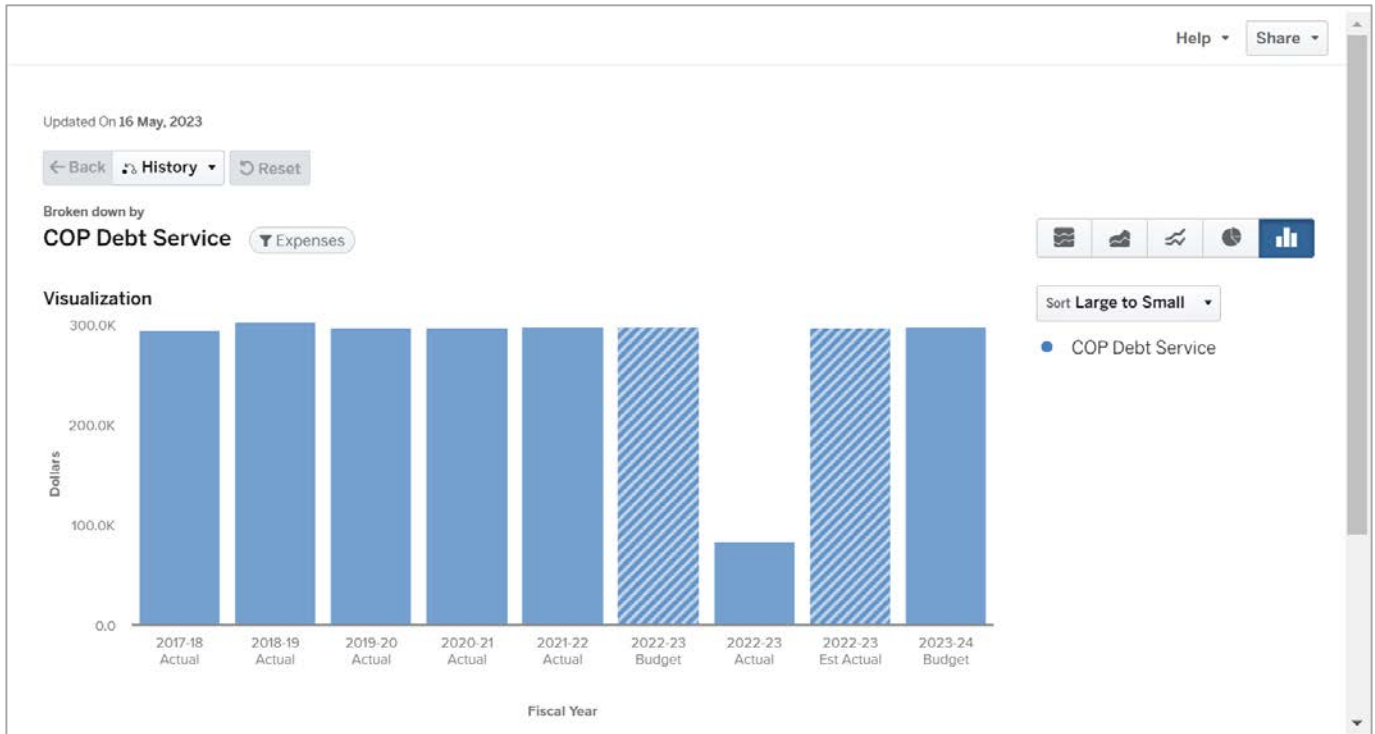 Help
Share
Updated On 16 May, 2023
Back
History
Reset
Broken down by
COP Debt Service
Expenses
Visualization
Sort Large to Small
COP Debt Service
300.0K
200.0K
100.0K
0.0
Dollars
2017-18 Actual
2018-19 Actual
2019-20 Actual
2020-21 Actual
2021-22 Actual
2022-23 Budget
2022-23 Actual
2022-23 Est Actual
2023-24 Budget
Fiscal Year